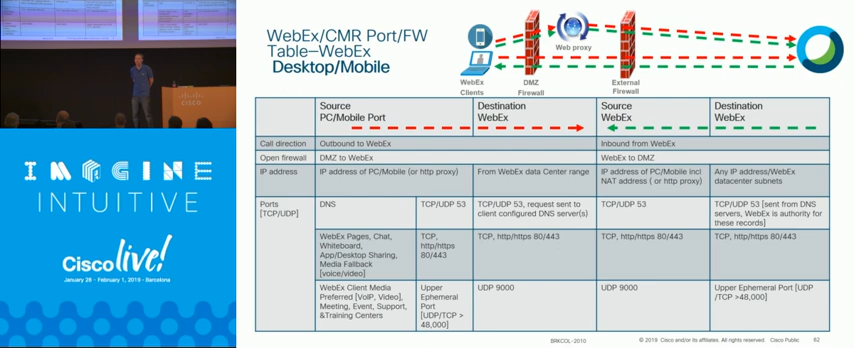 IMAGINE
INTUITIVE
Cisco live!
January 28 - February 1, 2019 · Barcelona
WebEx/CMR Port/FW
Table–WebEx
Desktop/Mobile
WebEx
Clients
DMZ
Firewall
Web proxy
External
Firewall
Source
PC/Mobile Port
Destination
WebEx
Source
WebEx
Destination
WebEx
Call direction
Outbound to WebEx
Inbound from WebEx
Open firewall
DMZ to WebEx
WebEx to DMZ
IP address
IP address of PC/Mobile (or http proxy)
From WebEx data Center range
IP address of PC/Mobile incl
NAT address ( or http proxy)
Any IP address/WebEx
datacenter subnets
Ports
[TCP/UDP]
DNS
TCP/UDP 53
TCP/UDP 53, request sent to
client configured DNS server(s)
TCP/UDP 53
TCP/UDP 53 [sent from DNS
servers, WebEx is authority for
these records]
WebEx Pages, Chat,
Whiteboard,
App/Desktop Sharing,
Media Fallback
[voice/video]
TCP,
http/https
80/443
TCP, http/https 80/443
TCP, http/https 80/443
TCP, http/https 80/443
WebEx Client Media
Preferred [VoIP, Video],
Meeting, Event, Support,
&Training Centers
Upper
Ephemeral
Port
[UDP/TCP >
48,000]
UDP 9000
UDP 9000
Upper Ephemeral Port [UDP
/TCP >48,000]
BRKCOL-2010
© 2019 Cisco and/or its affiliates. All rights reserved. Cisco Public
62